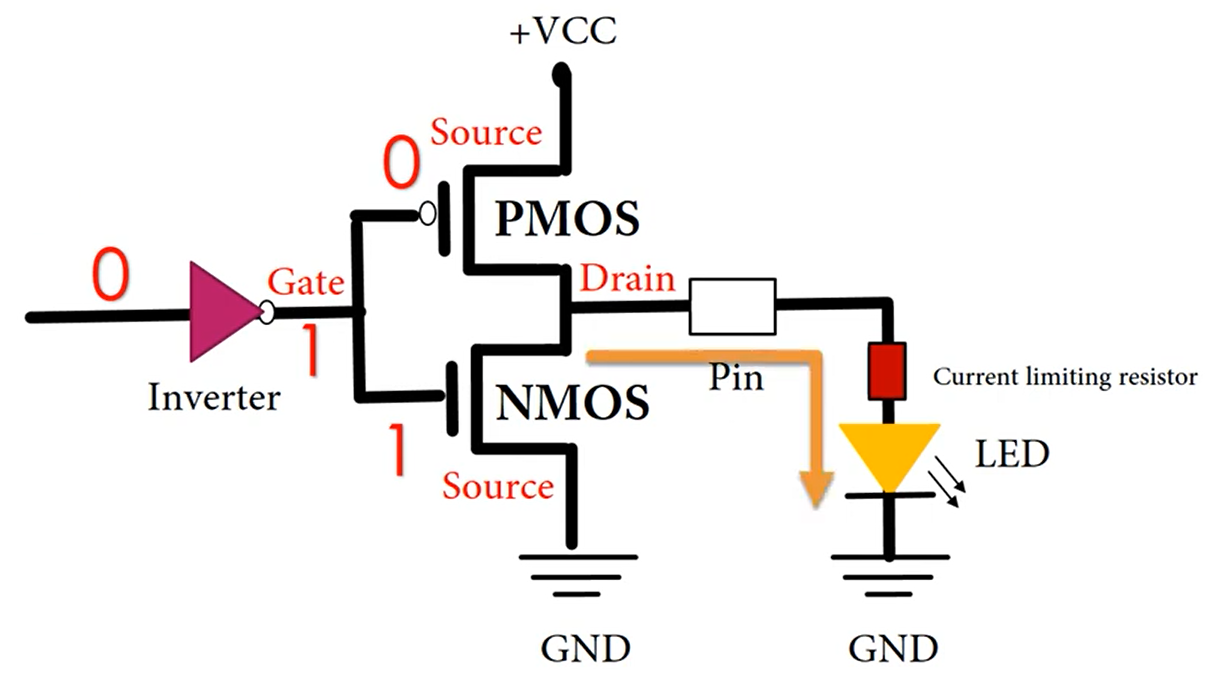 +VCC
Source
0
PMOS
0
Gate
Drain
1
Inverter
Pin
Current limiting resistor
NMOS
1
LED
Source
GND
GND